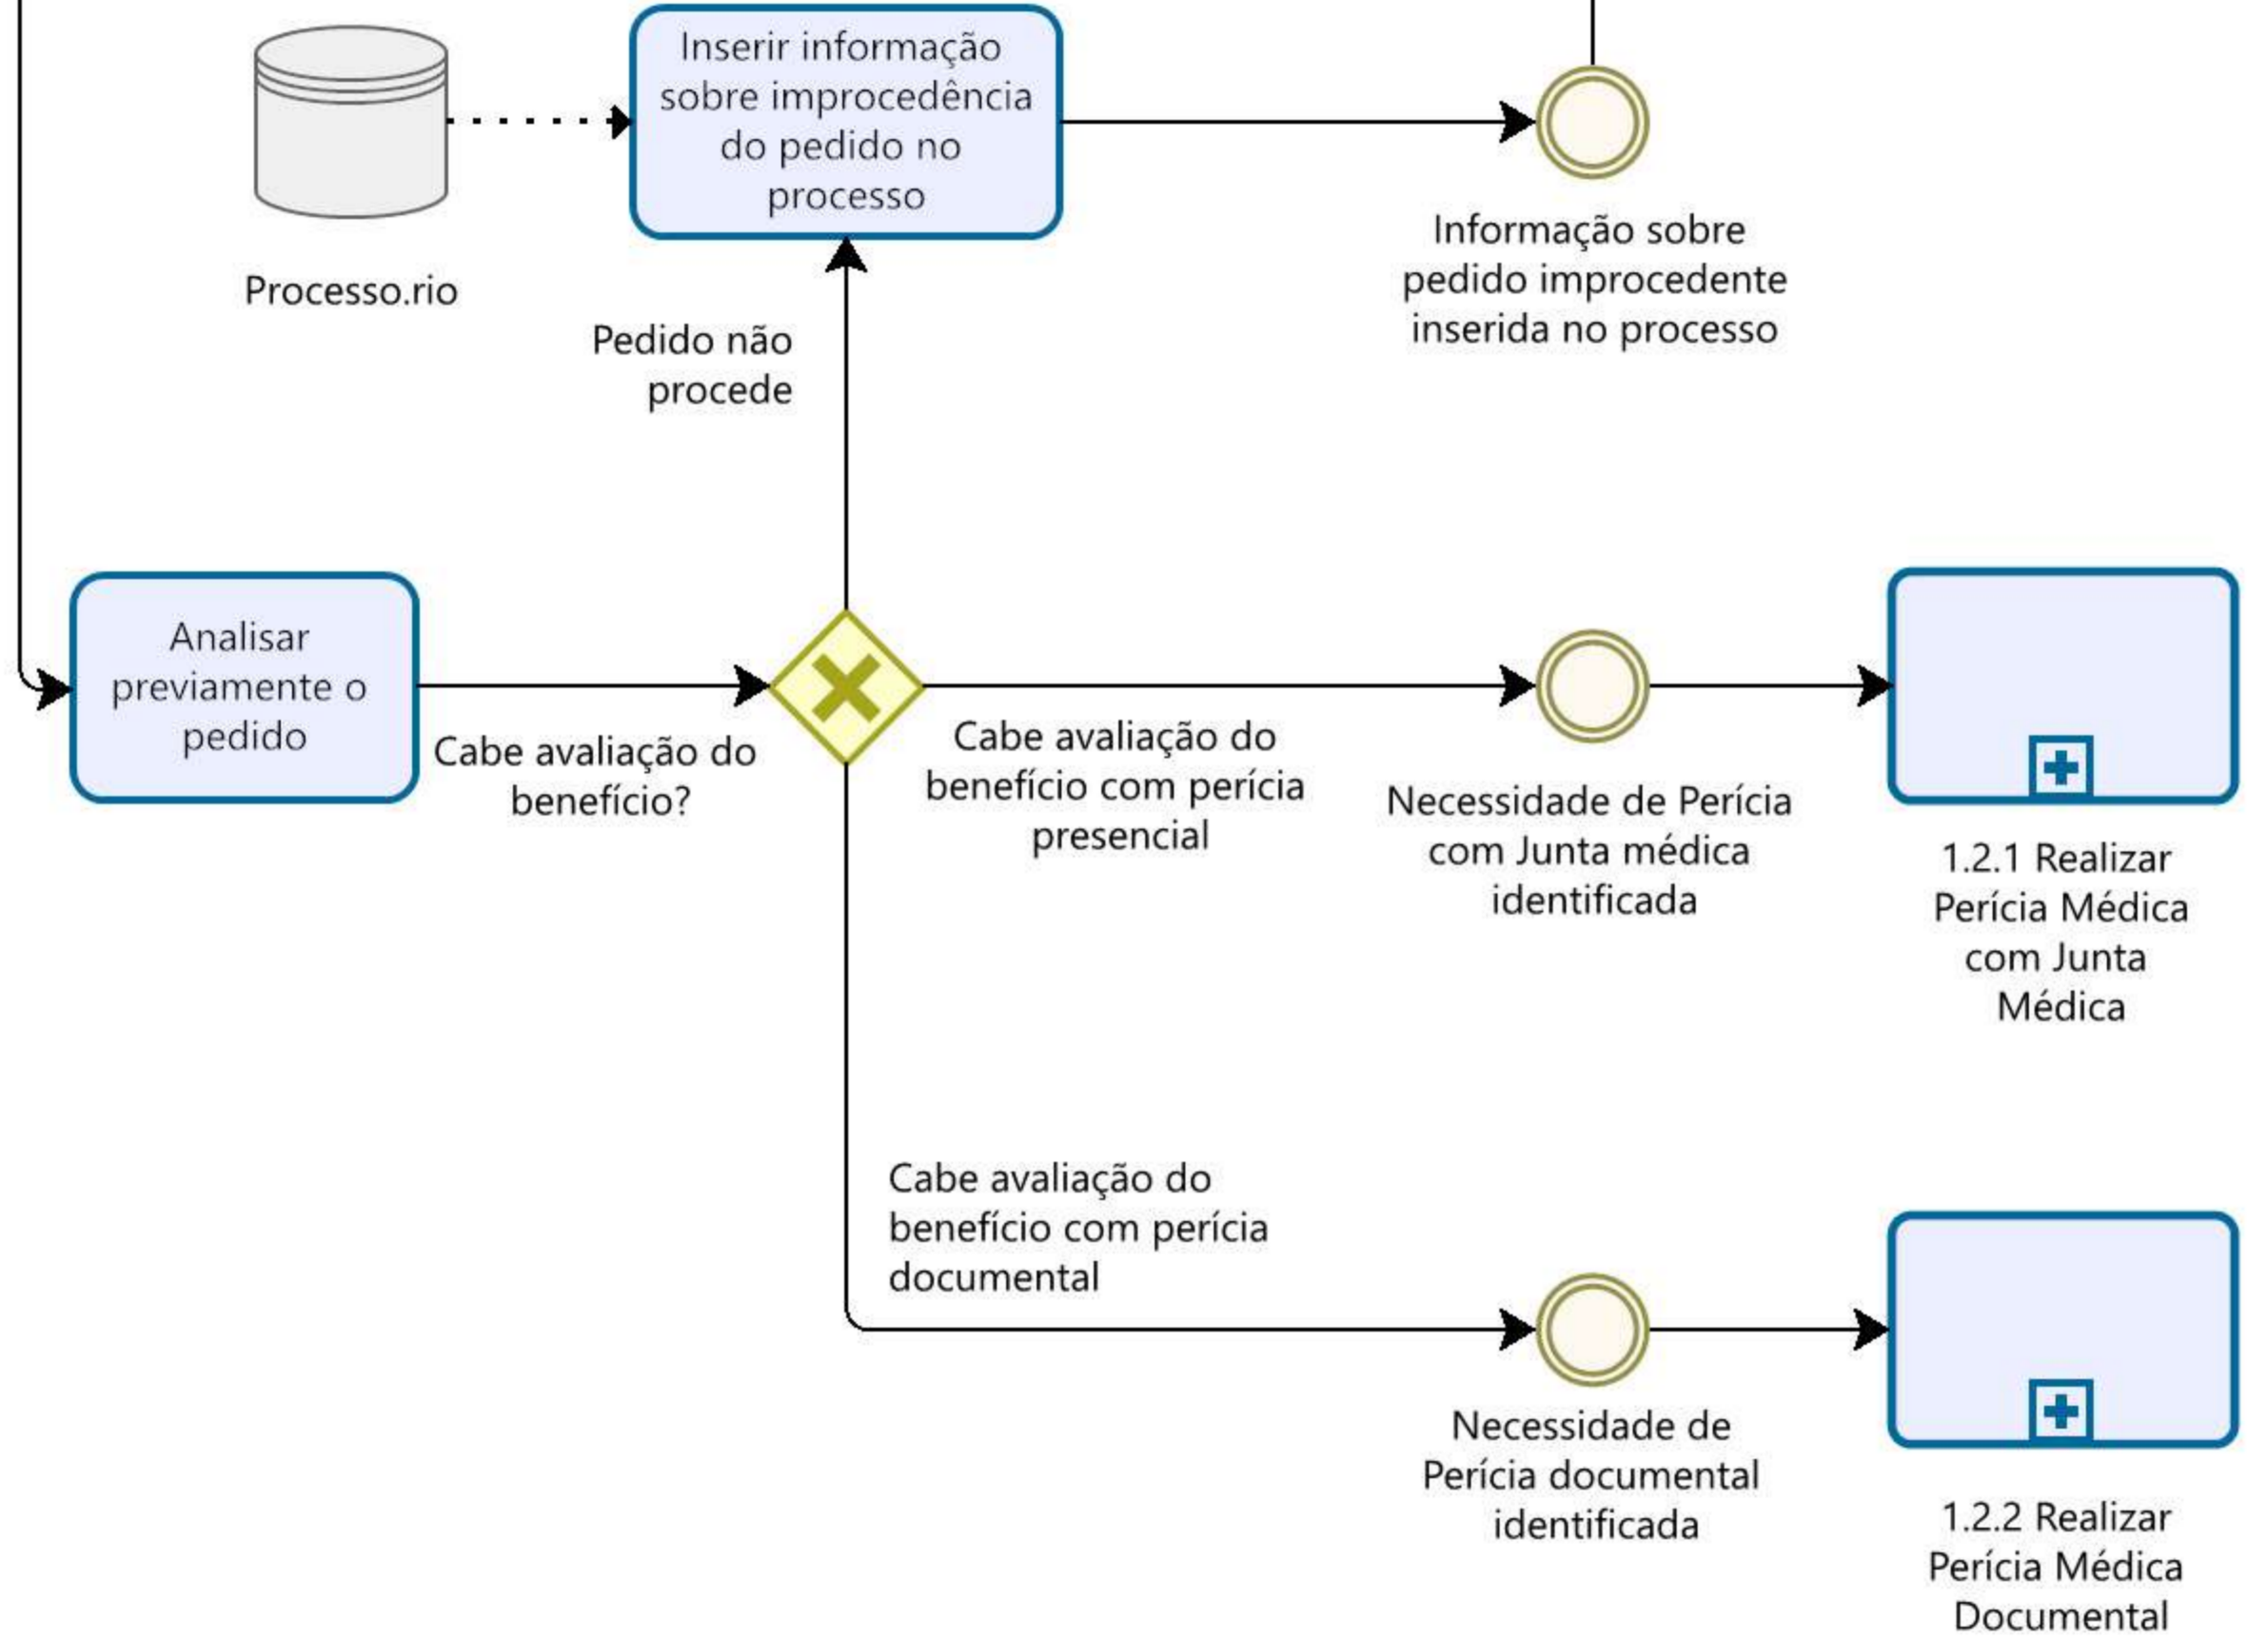 Inserir informação
sobre improcedência
do pedido no
processo
Processo.rio
Informação sobre
pedido improcedente
inserida no processo
Pedido não
procede
Analisar
previamente o
pedido
Cabe avaliação do
benefício?
Cabe avaliação do
benefício com perícia
presencial
Necessidade de Perícia
com Junta médica
identificada
1.2.1 Realizar
Perícia Médica
com Junta
Médica
Cabe avaliação do
benefício com perícia
documental
Necessidade de
Perícia documental
identificada
1.2.2 Realizar
Perícia Médica
Documental